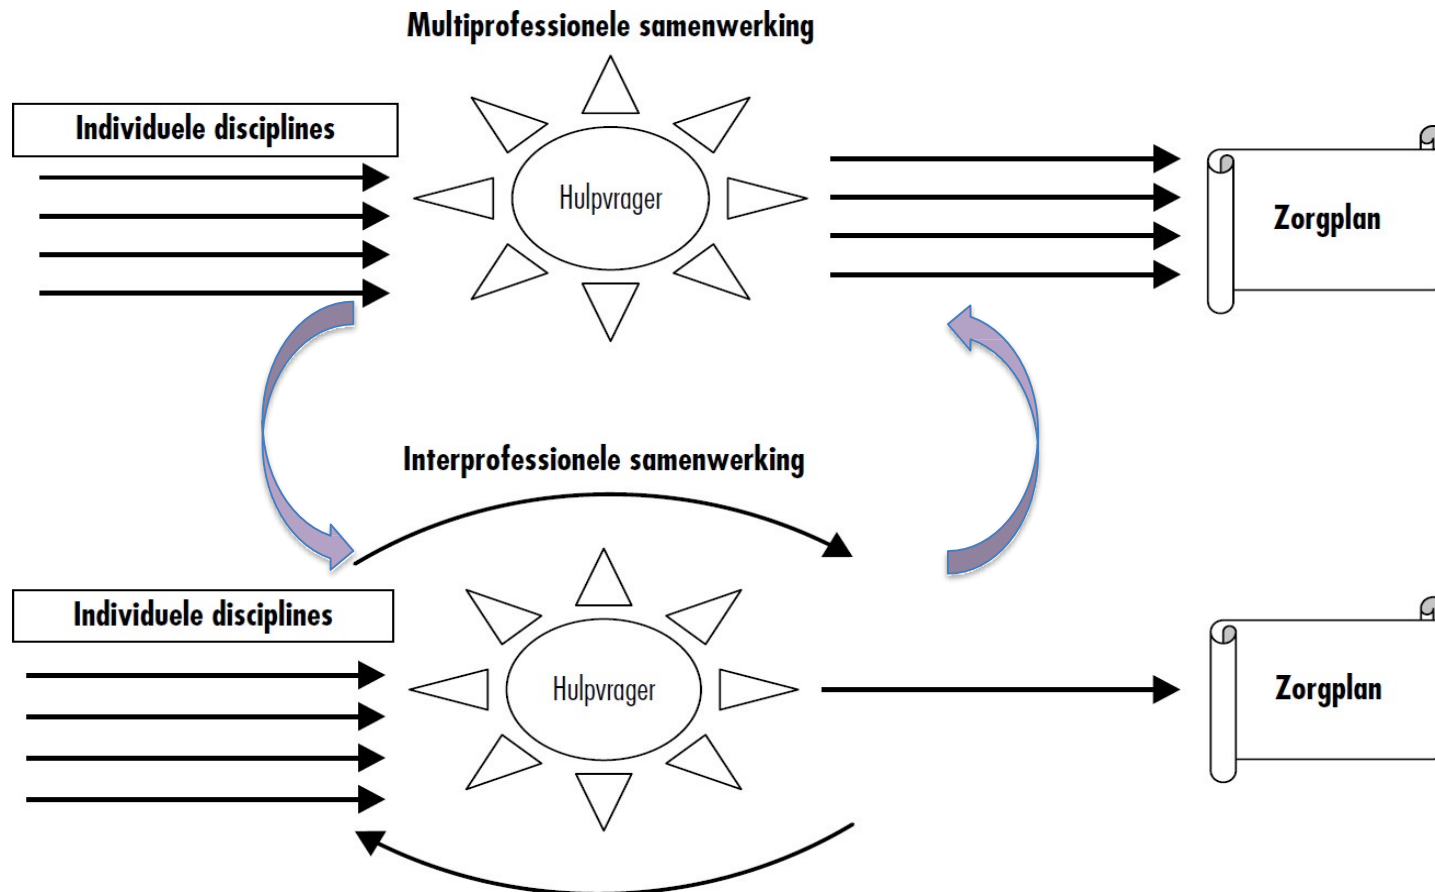 Multiprofessionele samenwerking
Individuele disciplines
Hulpvrager
Zorgplan
Interprofessionele samenwerking
Individuele disciplines
Hulpvrager
Zorgplan